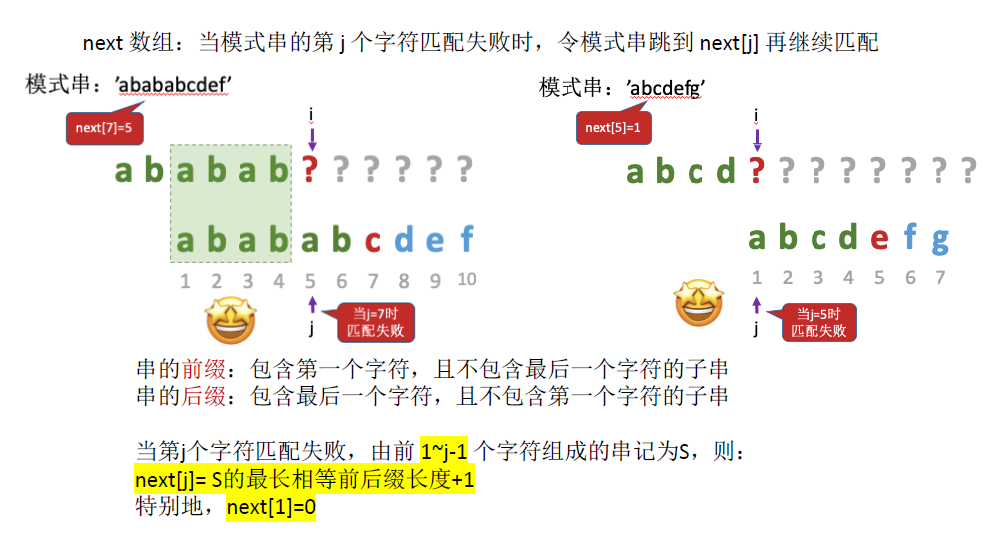 next 数组：当模式串的第 j 个字符匹配失败时，令模式串跳到 next[j] 再继续匹配
模式串：'abababcdef'
next[7]=5
i
a b a b a b ? ? ? ? ? ?
a b a b a b c d e f
1 2 3 4 5 6 7 8 9 10
j
当j=7时
匹配失败
模式串：'abcdefg'
next[5]=1
i
a b c d ? ? ? ? ? ? ? ?
a b c d e f g
1 2 3 4 5 6 7
j
当j=5时
匹配失败
串的前缀：包含第一个字符，且不包含最后一个字符的子串
串的后缀：包含最后一个字符，且不包含第一个字符的子串
当第j个字符匹配失败，由前 1~j-1 个字符组成的串记为S，则：
next[j]= S的最长相等前后缀长度+1
特别地，next[1]=0